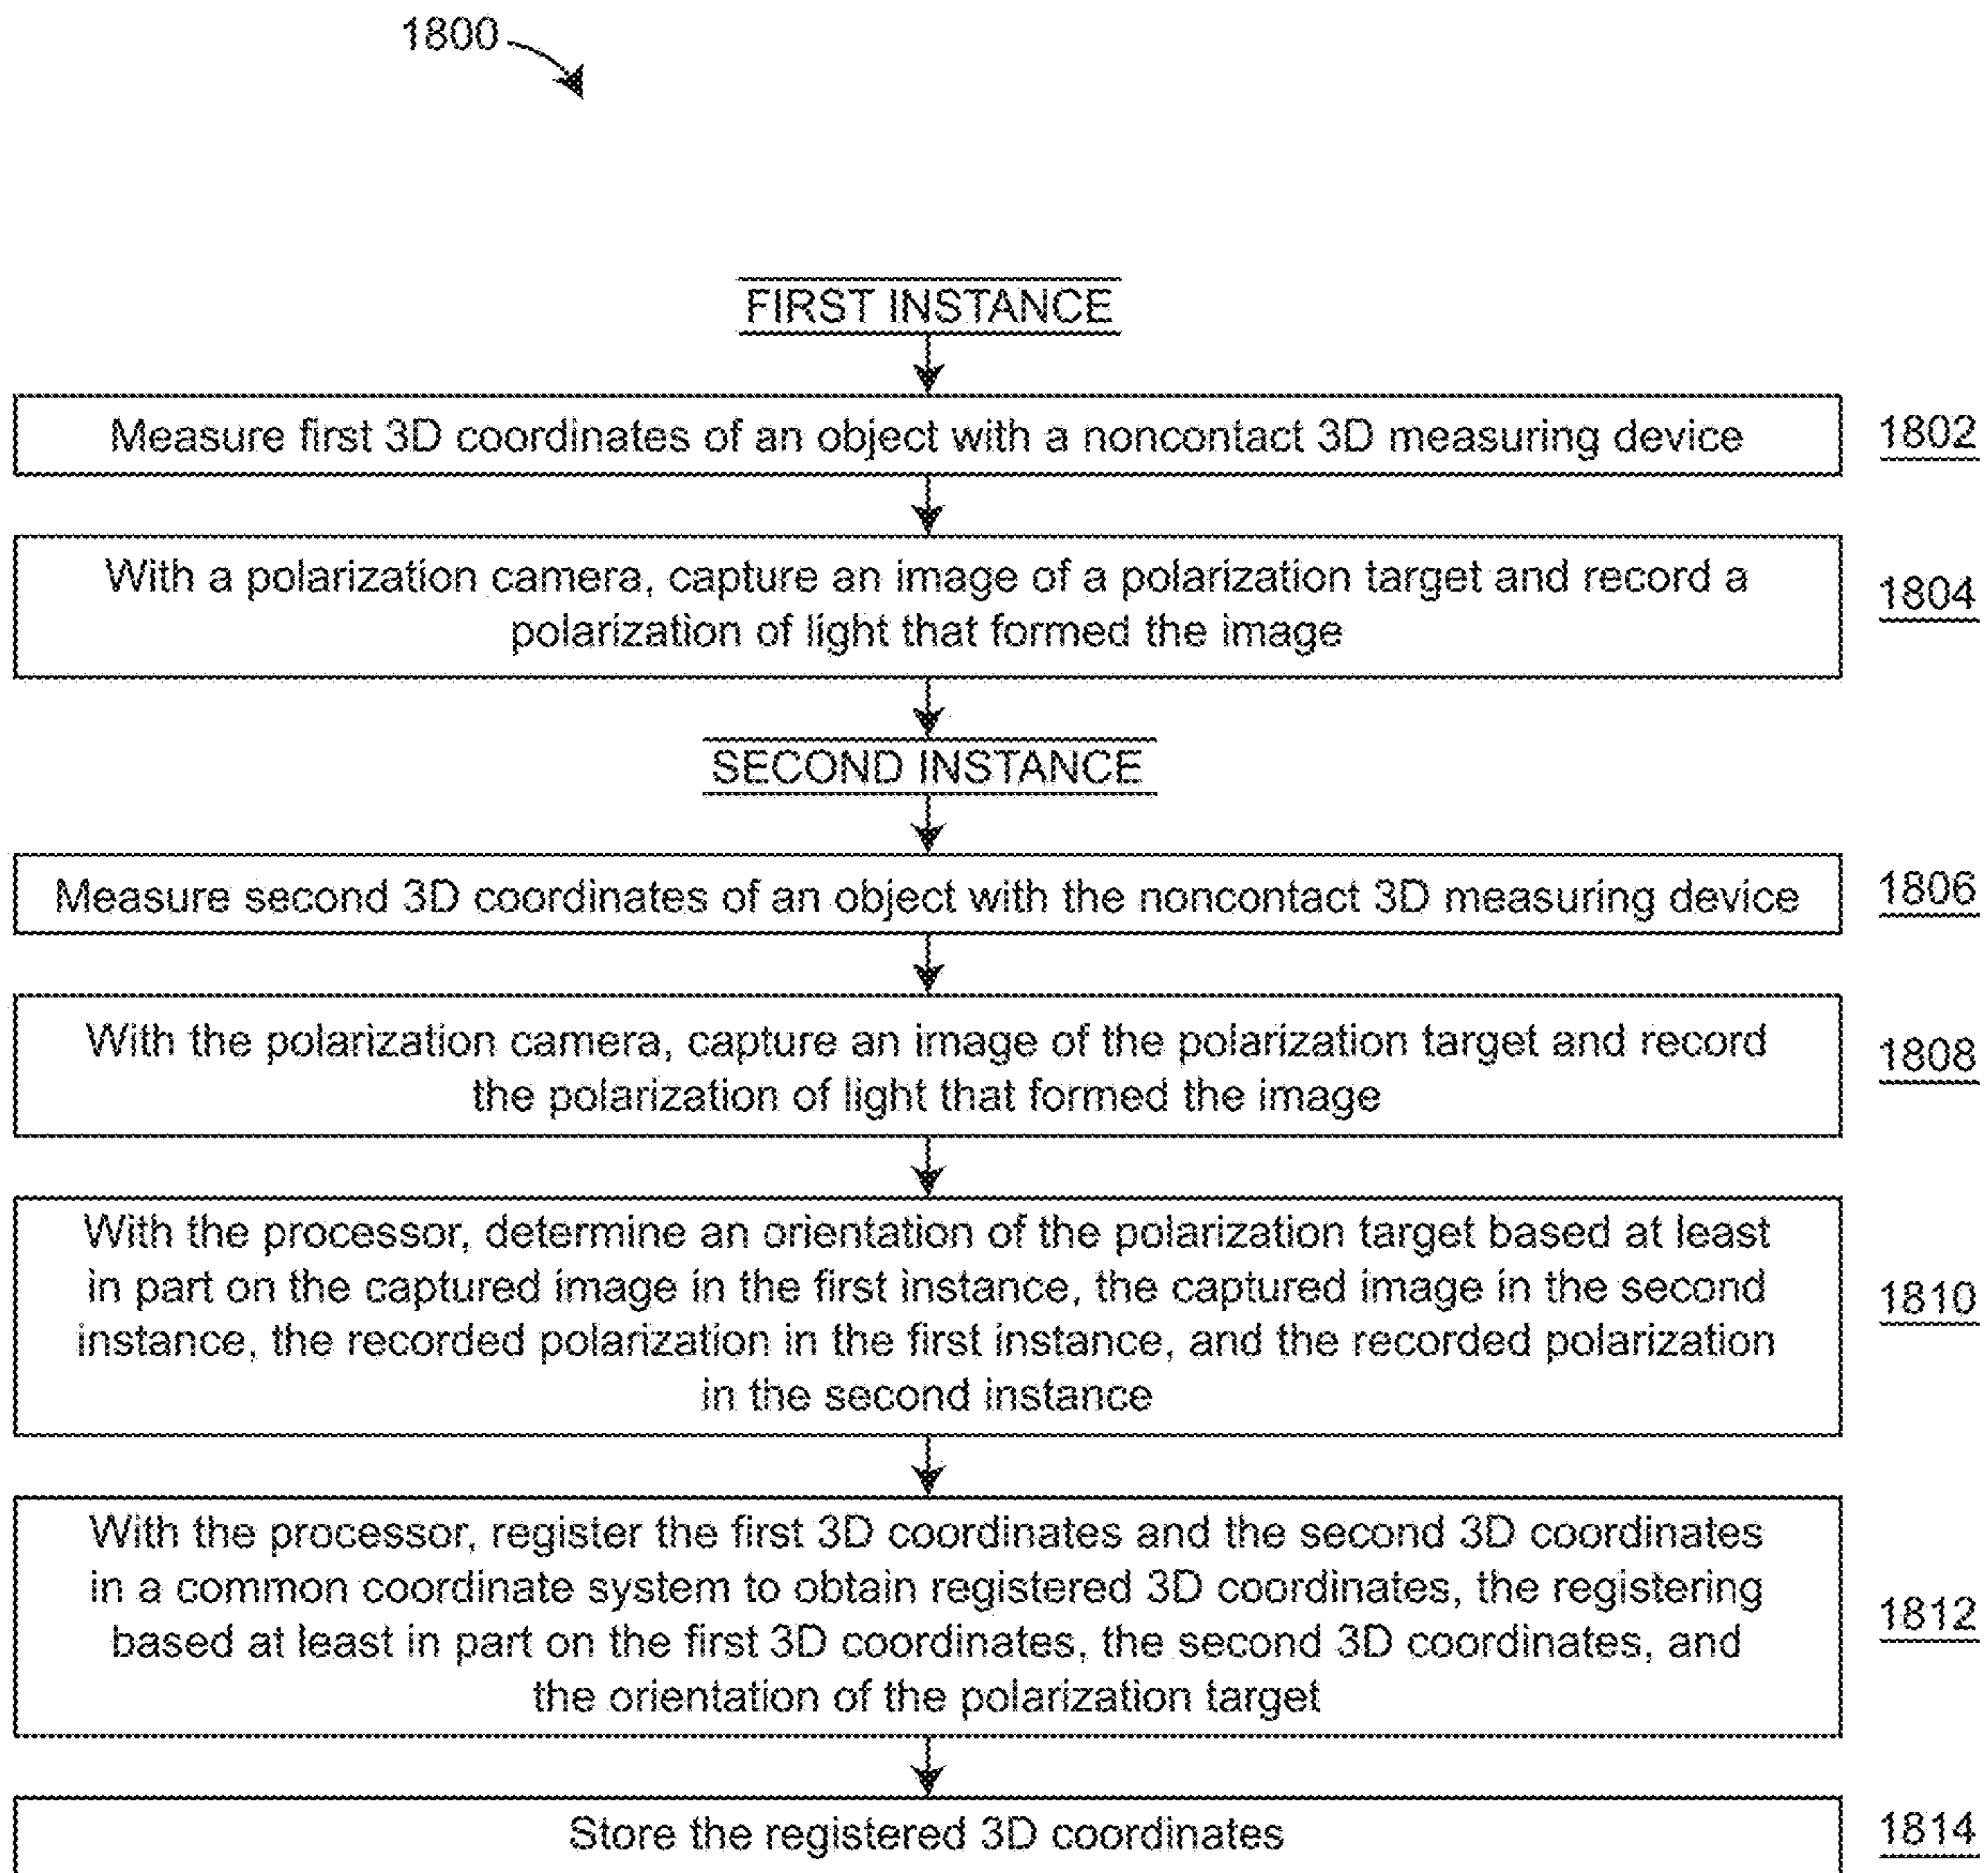 1800
FIRST INSTANCE
Measure first 3D coordinates of an object with a noncontact 3D measuring device
1802
With a polarization camera, capture an image of a polarization target and record a
polarization of light that formed the image
1804
SECOND INSTANCE
Measure second 3D coordinates of an object with the noncontact 3D measuring device
1806
With the polarization camera, capture an image of the polarization target and record
the polarization of light that formed the image
1808
With the processor, determine an orientation of the polarization target based at least
in part on the captured image in the first instance, the captured image in the second
instance, the recorded polarization in the first instance, and the recorded polarization
in the second instance
1810
With the processor, register the first 3D coordinates and the second 3D coordinates
in a common coordinate system to obtain registered 3D coordinates, the registering
based at least in part on the first 3D coordinates, the second 3D coordinates, and
the orientation of the polarization target
1812
Store the registered 3D coordinates
1814